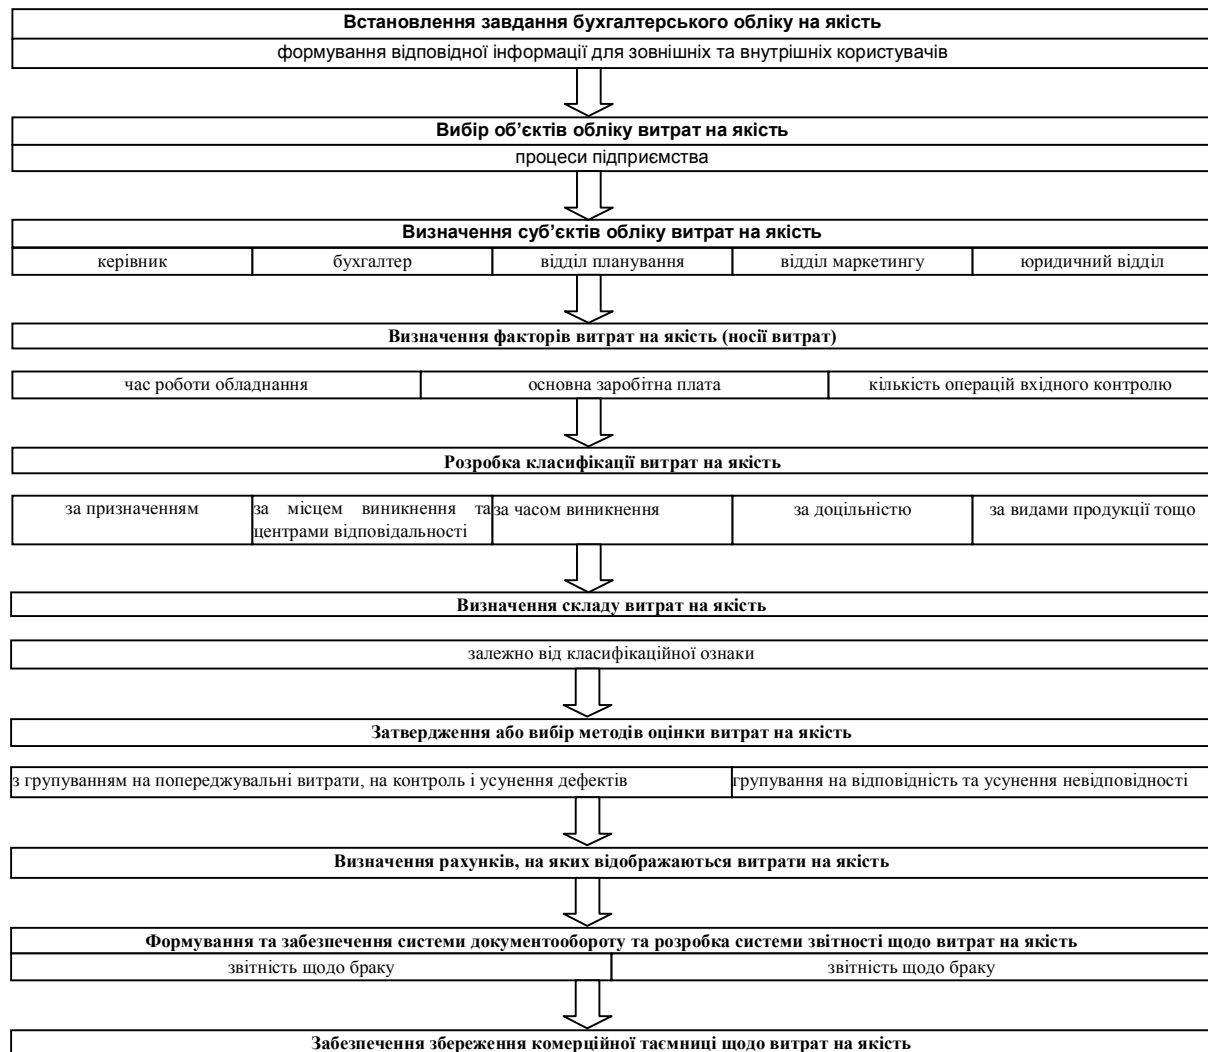 Встановлення завдання бухгалтерського обліку на якість
формування відповідної інформації для зовнішніх та внутрішніх користувачів
Вибір об’єктів обліку витрат на якість
процеси підприємства
Визначення суб’єктів обліку витрат на якість
керівник бухгалтер відділ планування відділ маркетингу юридичний відділ
Визначення факторів витрат на якість (носії витрат)
час роботи обладнання основна заробітна плата кількість операцій вхідного контролю
Розробка класифікації витрат на якість
за призначенням
за місцем виникнення та
центрами відповідальності
за часом виникнення
за доцільністю
за видами продукції тощо
Визначення складу витрат на якість
залежно від класифікаційної ознаки
Затвердження або вибір методів оцінки витрат на якість
з групуванням на попереджувальні витрати, на контроль і усунення дефектів групування на відповідність та усунення невідповідності
Визначення рахунків, на яких відображаються витрати на якість
Формування та забезпечення системи документообороту та розробка системи звітності щодо витрат на якість
звітність щодо браку звітність щодо браку
Забезпечення збереження комерційної таємниці щодо витрат на якість